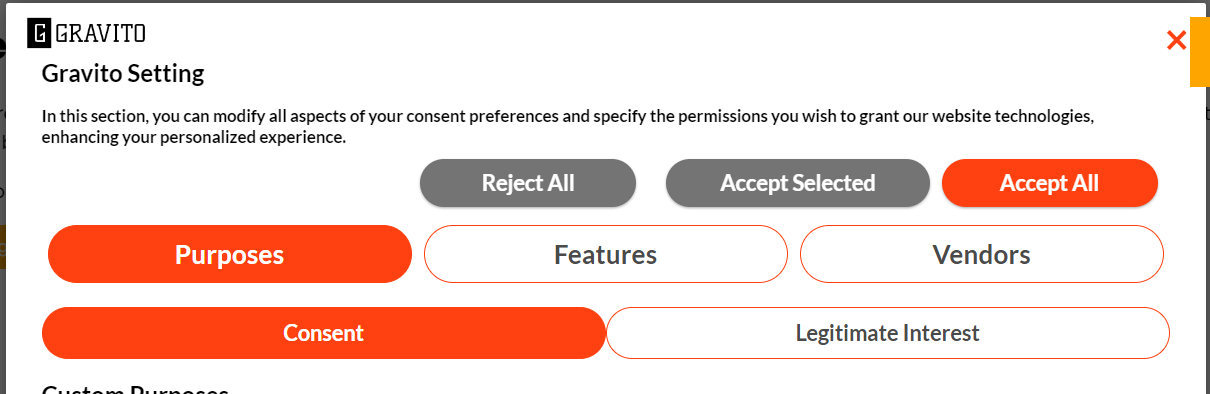 G GRAVITO
Gravito Setting
In this section, you can modify all aspects of your consent preferences and specify the permissions you wish to grant our website technologies,
enhancing your personalized experience.
Reject All Accept Selected Accept All
Purposes Features Vendors
Consent Legitimate Interest
Custom Purposes